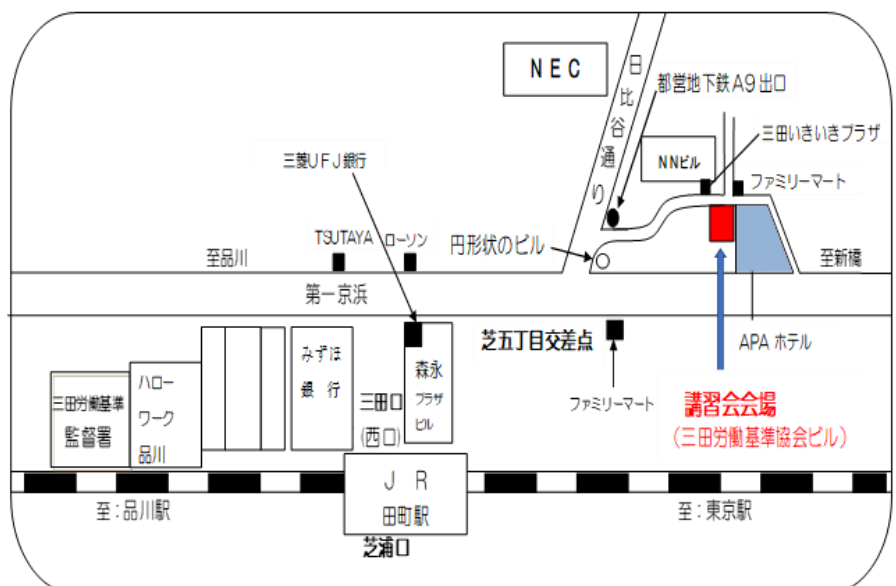 NEC
日比谷通り
都営地下鉄A9出口
三田いきいきプラザ
NNビル
ファミリーマート
三菱UFJ銀行
TSUTAYA
ローソン
円形状のビル
至品川
至新橋
第一京浜
芝五丁目交差点
APAホテル
みずほ
銀 行
森永
プラザ
ビル
三田口
(西口)
ファミリーマート
講習会会場
(三田労働基準協会ビル)
三田労働基準
監督署
ハロー
ワーク
品川
JR
田町駅
至:品川駅
至:東京駅
芝浦口